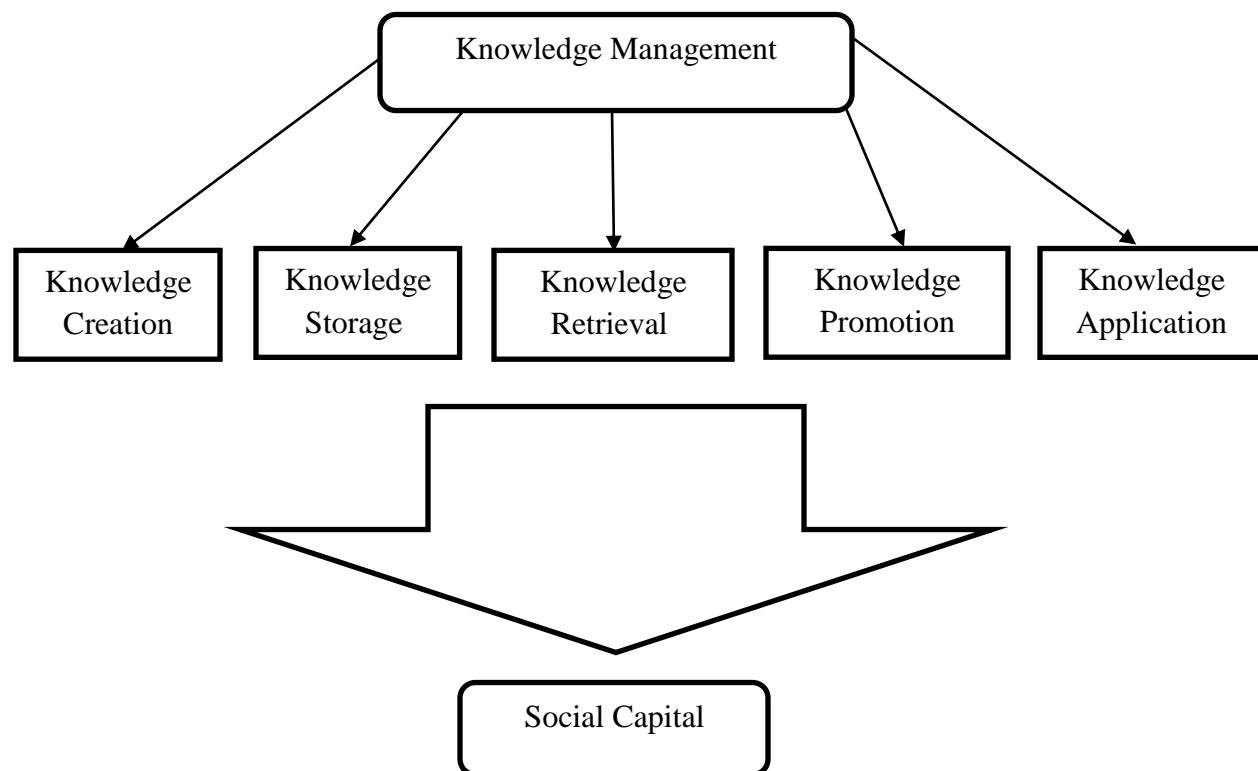 Knowledge Management
Knowledge
Creation
Knowledge
Storage
Knowledge
Retrieval
Knowledge
Promotion
Knowledge
Application
Social Capital